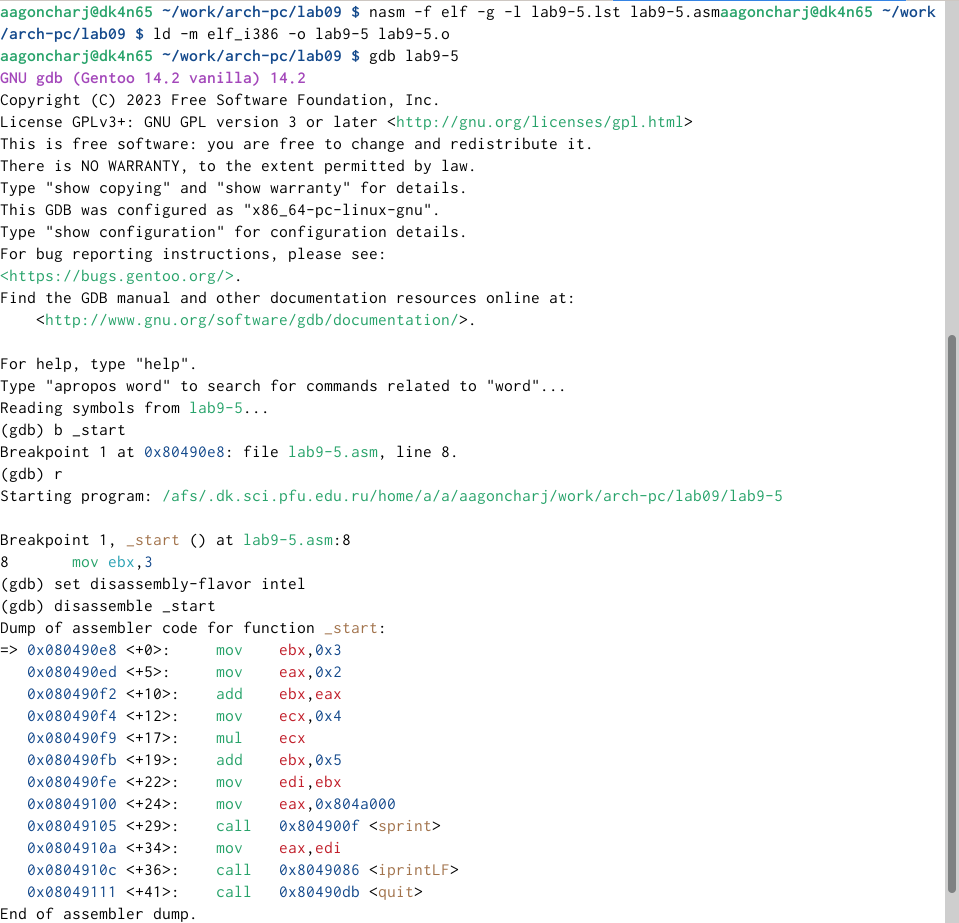 aagoncharj@dk4n65 ~/work/arch-pc/lab09 $ nasm -f elf -g -l lab9-5.lst lab9-5.asmaagoncharj@dk4n65 ~/work
/arch-pc/lab09 $ ld -m elf_i386 -o lab9-5 lab9-5.o
aagoncharj@dk4n65 ~/work/arch-pc/lab09 $ gdb lab9-5
GNU gdb (Gentoo 14.2 vanilla) 14.2
Copyright (C) 2023 Free Software Foundation, Inc.
License GPLv3+: GNU GPL version 3 or later <http://gnu.org/licenses/gpl.html>
This is free software: you are free to change and redistribute it.
There is NO WARRANTY, to the extent permitted by law.
Type "show copying" and "show warranty" for details.
This GDB was configured as "x86_64-pc-linux-gnu".
Type "show configuration" for configuration details.
For bug reporting instructions, please see:
<https://bugs.gentoo.org/>.
Find the GDB manual and other documentation resources online at:
    <http://www.gnu.org/software/gdb/documentation/>.

For help, type "help".
Type "apropos word" to search for commands related to "word"...
Reading symbols from lab9-5...
(gdb) b _start
Breakpoint 1 at 0x80490e8: file lab9-5.asm, line 8.
(gdb) r
Starting program: /afs/.dk.sci.pfu.edu.ru/home/a/a/aagoncharj/work/arch-pc/lab09/lab9-5

Breakpoint 1, _start () at lab9-5.asm:8
8       mov ebx,3
(gdb) set disassembly-flavor intel
(gdb) disassemble _start
Dump of assembler code for function _start:
=> 0x080490e8 <+0>:     mov    ebx,0x3
   0x080490ed <+5>:     mov    eax,0x2
   0x080490f2 <+10>:    add    ebx,eax
   0x080490f4 <+12>:    mov    ecx,0x4
   0x080490f9 <+17>:    mul    ecx
   0x080490fb <+19>:    add    ebx,0x5
   0x080490fe <+22>:    mov    edi,ebx
   0x08049100 <+24>:    mov    eax,0x804a000
   0x08049105 <+29>:    call   0x804900f <sprint>
   0x0804910a <+34>:    mov    eax,edi
   0x0804910c <+36>:    call   0x8049086 <iprintLF>
   0x08049111 <+41>:    call   0x80490db <quit>
End of assembler dump.